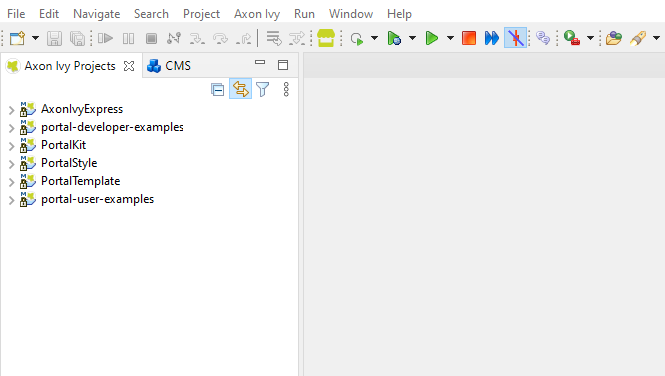 File Edit Navigate Search Project Axon Ivy Run Window Help
Axon Ivy Projects CMS
AxonIvyExpress
portal-developer-examples
PortalKit
PortalStyle
PortalTemplate
portal-user-examples